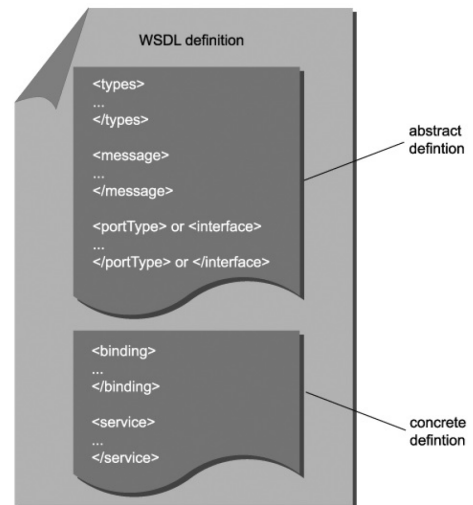 WSDL definition
<types>
...
</types>
<message>
...
</message>
<portType> or <interface>
...
</portType> or </interface>
abstract
defintion
<binding>
...
</binding>
<service>
...
</service>
concrete
defintion